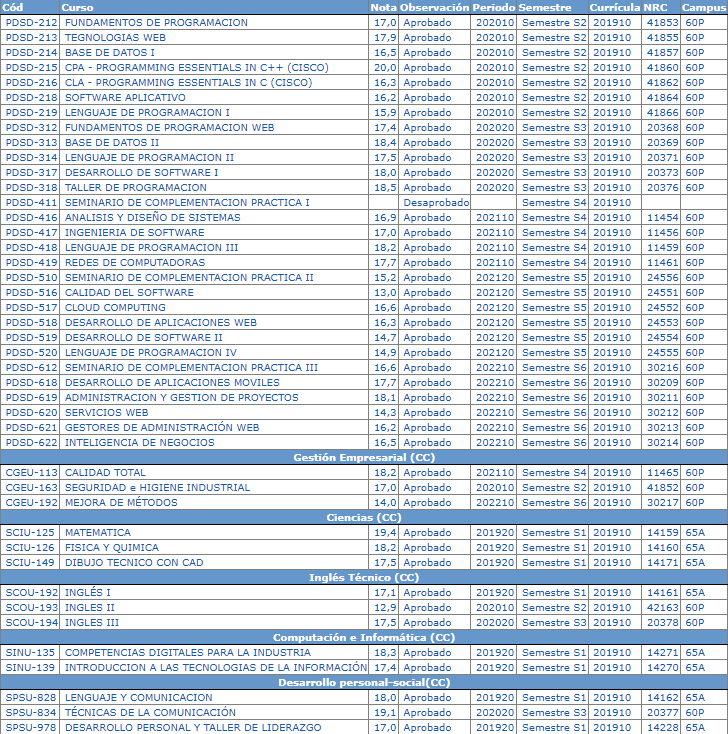 Cód Curso Nota Observación Periodo Semestre Currícula NRC Campus
PDSD-212 FUNDAMENTOS DE PROGRAMACION 17,0 Aprobado 202010 Semestre S2 201910 41853 60P
PDSD-213 TEGNOLOGIAS WEB 17,9 Aprobado 202010 Semestre S2 201910 41855 60P
PDSD-214 BASE DE DATOS I 16,5 Aprobado 202010 Semestre S2 201910 41857 60P
PDSD-215 CPA - PROGRAMMING ESSENTIALS IN C++ (CISCO) 20,0 Aprobado 202010 Semestre S2 201910 41860 60P
PDSD-216 CLA - PROGRAMMING ESSENTIALS IN C (CISCO) 16,3 Aprobado 202010 Semestre S2 201910 41862 60P
PDSD-218 SOFTWARE APLICATIVO 16,2 Aprobado 202010 Semestre S2 201910 41864 60P
PDSD-219 LENGUAJE DE PROGRAMACION I 15,9 Aprobado 202010 Semestre S2 201910 41866 60P
PDSD-312 FUNDAMENTOS DE PROGRAMACION WEB 17,4 Aprobado 202020 Semestre S3 201910 20368 60P
PDSD-313 BASE DE DATOS II 18,4 Aprobado 202020 Semestre S3 201910 20369 60P
PDSD-314 LENGUAJE DE PROGRAMACION II 17,5 Aprobado 202020 Semestre S3 201910 20371 60P
PDSD-317 DESARROLLO DE SOFTWARE I 18,0 Aprobado 202020 Semestre S3 201910 20373 60P
PDSD-318 TALLER DE PROGRAMACION 18,5 Aprobado 202020 Semestre S3 201910 20376 60P
PDSD-411 SEMINARIO DE COMPLEMENTACION PRACTICA I Desaprobado Semestre S4 201910
PDSD-416 ANALISIS Y DISEÑO DE SISTEMAS 16,9 Aprobado 202110 Semestre S4 201910 11454 60P
PDSD-417 INGENIERIA DE SOFTWARE 17,0 Aprobado 202110 Semestre S4 201910 11456 60P
PDSD-418 LENGUAJE DE PROGRAMACION III 18,2 Aprobado 202110 Semestre S4 201910 11459 60P
PDSD-419 REDES DE COMPUTADORAS 17,7 Aprobado 202110 Semestre S4 201910 11461 60P
PDSD-510 SEMINARIO DE COMPLEMENTACION PRACTICA II 15,2 Aprobado 202120 Semestre S5 201910 24556 60P
PDSD-516 CALIDAD DEL SOFTWARE 13,0 Aprobado 202120 Semestre S5 201910 24551 60P
PDSD-517 CLOUD COMPUTING 16,6 Aprobado 202120 Semestre S5 201910 24552 60P
PDSD-518 DESARROLLO DE APLICACIONES WEB 16,3 Aprobado 202120 Semestre S5 201910 24553 60P
PDSD-519 DESARROLLO DE SOFTWARE II 14,7 Aprobado 202120 Semestre S5 201910 24554 60P
PDSD-520 LENGUAJE DE PROGRAMACION IV 14,9 Aprobado 202120 Semestre S5 201910 24555 60P
PDSD-612 SEMINARIO DE COMPLEMENTACION PRACTICA III 16,6 Aprobado 202210 Semestre S6 201910 30216 60P
PDSD-618 DESARROLLO DE APLICACIONES MOVILES 17,7 Aprobado 202210 Semestre S6 201910 30209 60P
PDSD-619 ADMINISTRACION Y GESTION DE PROYECTOS 18,1 Aprobado 202210 Semestre S6 201910 30211 60P
PDSD-620 SERVICIOS WEB 14,3 Aprobado 202210 Semestre S6 201910 30212 60P
PDSD-621 GESTORES DE ADMINISTRACIÓN WEB 16,2 Aprobado 202210 Semestre S6 201910 30213 60P
PDSD-622 INTELIGENCIA DE NEGOCIOS 16,5 Aprobado 202210 Semestre S6 201910 30214 60P
Gestión Empresarial (CC)
CGEU-113 CALIDAD TOTAL 18,2 Aprobado 202110 Semestre S4 201910 11465 60P
CGEU-163 SEGURIDAD e HIGIENE INDUSTRIAL 17,0 Aprobado 202010 Semestre S2 201910 41852 60P
CGEU-192 MEJORA DE MÉTODOS 14,0 Aprobado 202210 Semestre S6 201910 30217 60P
Ciencias (CC)
SCIU-125 MATEMATICA 19,4 Aprobado 201920 Semestre S1 201910 14159 65A
SCIU-126 FISICA Y QUIMICA 18,2 Aprobado 201920 Semestre S1 201910 14160 65A
SCIU-149 DIBUJO TECNICO CON CAD 17,5 Aprobado 201920 Semestre S1 201910 14171 65A
Inglés Técnico (CC)
SCOU-192 INGLÉS I 17,1 Aprobado 201920 Semestre S1 201910 14161 65A
SCOU-193 INGLES II 12,9 Aprobado 202010 Semestre S2 201910 42163 60P
SCOU-194 INGLES III 17,5 Aprobado 202020 Semestre S3 201910 20378 60P
Computación e Informática (CC)
SINU-135 COMPETENCIAS DIGITALES PARA LA INDUSTRIA 18,3 Aprobado 201920 Semestre S1 201910 14271 65A
SINU-139 INTRODUCCION A LAS TECNOLOGIAS DE LA INFORMACIÓN 17,4 Aprobado 201920 Semestre S1 201910 14270 65A
Desarrollo personal-social(CC)
SPSU-828 LENGUAJE Y COMUNICACION 18,0 Aprobado 201920 Semestre S1 201910 14162 65A
SPSU-834 TÉCNICAS DE LA COMUNICACIÓN 19,1 Aprobado 202020 Semestre S3 201910 20377 60P
SPSU-978 DESARROLLO PERSONAL Y TALLER DE LIDERAZGO 17,0 Aprobado 201920 Semestre S1 201910 14228 65A